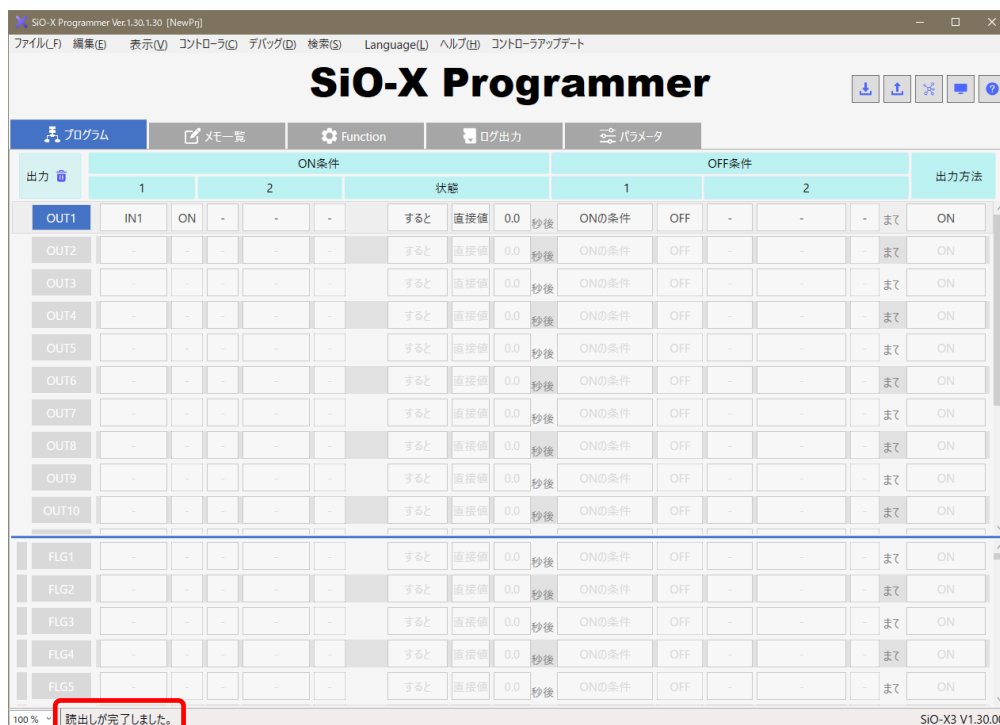 SiO-X Programmer Ver.1.30.1.30 [NewPrj]
ファイル(_F) 編集(E) 表示(V) コントローラ(C) デバッグ(D) 検索(S) Language(L) ヘルプ(H) コントローラアップデート
SiO-X Programmer
プログラム メモ一覧 Function ログ出力 パラメータ
出力 ON条件 OFF条件 出力方法
1 2 状態 1 2
OUT1 IN1 ON - - - すると 直接値 0.0 秒後 ONの条件 OFF - - - まで ON
OUT2 - - - - - すると 直接値 0.0 秒後 ONの条件 OFF - - - まで ON
OUT3 - - - - - すると 直接値 0.0 秒後 ONの条件 OFF - - - まで ON
OUT4 - - - - - すると 直接値 0.0 秒後 ONの条件 OFF - - - まで ON
OUT5 - - - - - すると 直接値 0.0 秒後 ONの条件 OFF - - - まで ON
OUT6 - - - - - すると 直接値 0.0 秒後 ONの条件 OFF - - - まで ON
OUT7 - - - - - すると 直接値 0.0 秒後 ONの条件 OFF - - - まで ON
OUT8 - - - - - すると 直接値 0.0 秒後 ONの条件 OFF - - - まで ON
OUT9 - - - - - すると 直接値 0.0 秒後 ONの条件 OFF - - - まで ON
OUT10 - - - - - すると 直接値 0.0 秒後 ONの条件 OFF - - - まで ON
FLG1 - - - - - すると 直接値 0.0 秒後 ONの条件 OFF - - - まで ON
FLG2 - - - - - すると 直接値 0.0 秒後 ONの条件 OFF - - - まで ON
FLG3 - - - - - すると 直接値 0.0 秒後 ONの条件 OFF - - - まで ON
FLG4 - - - - - すると 直接値 0.0 秒後 ONの条件 OFF - - - まで ON
FLG5 - - - - - すると 直接値 0.0 秒後 ONの条件 OFF - - - まで ON
100 % 読出しが完了しました。 SiO-X3 V1.30.00